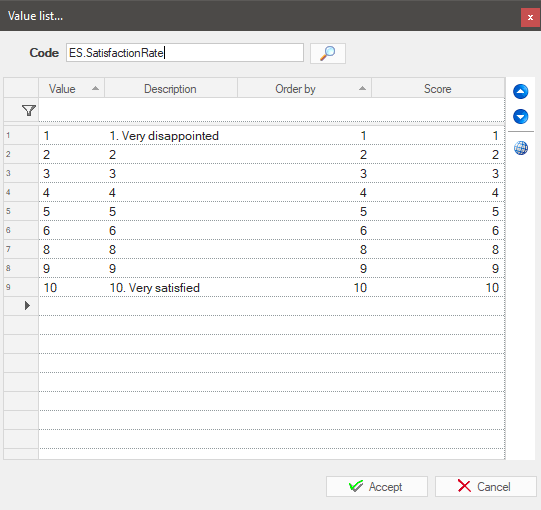 Value list...
x
Code ES.SatisfactionRate
Value Description Order by Score
1 1 1. Very disappointed 1 1
2 2 2 2 2
3 3 3 3 3
4 4 4 4 4
5 5 5 5 5
6 6 6 6 6
7 8 8 8 8
8 9 9 9 9
9 10 10. Very satisfied 10 10
Accept Cancel